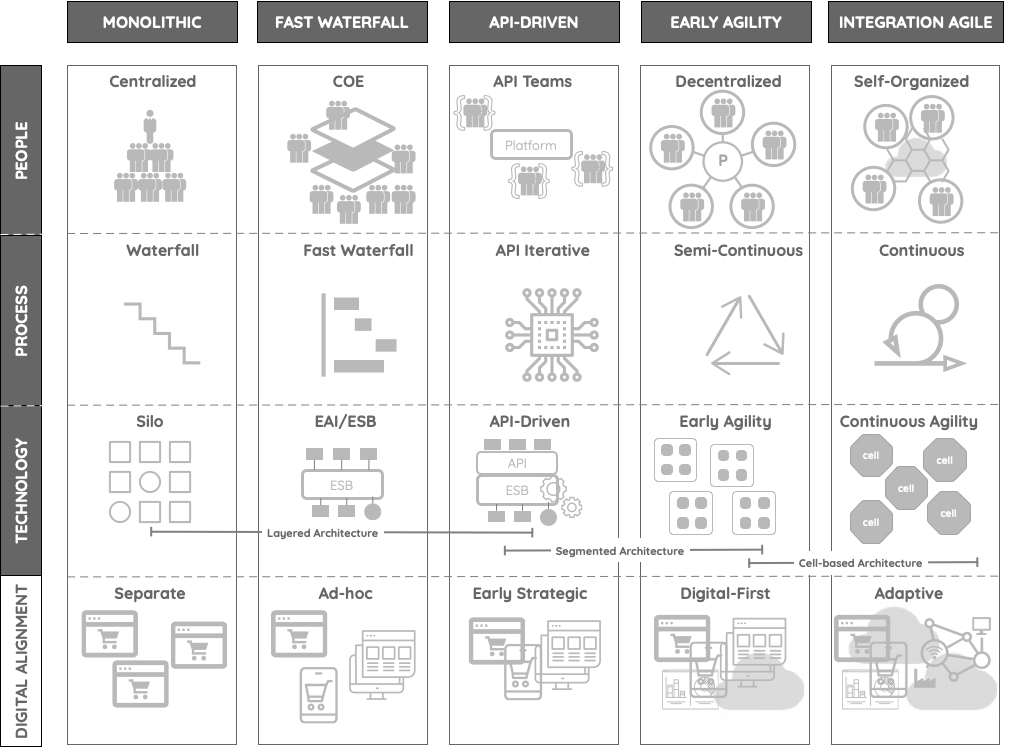 MONOLITHIC
FAST WATERFALL
API-DRIVEN
EARLY AGILITY
INTEGRATION AGILE
PEOPLE
Centralized
COE
API Teams
Platform
Decentralized
P
Self-Organized
PROCESS
Waterfall
Fast Waterfall
API Iterative
Semi-Continuous
Continuous
TECHNOLOGY
Silo
EAI/ESB
ESB
API-Driven
API
ESB
Early Agility
Continuous Agility
cell
cell
cell
cell
cell
Layered Architecture
Segmented Architecture
Cell-based Architecture
DIGITAL ALIGNMENT
Separate
Ad-hoc
Early Strategic
Digital-First
Adaptive